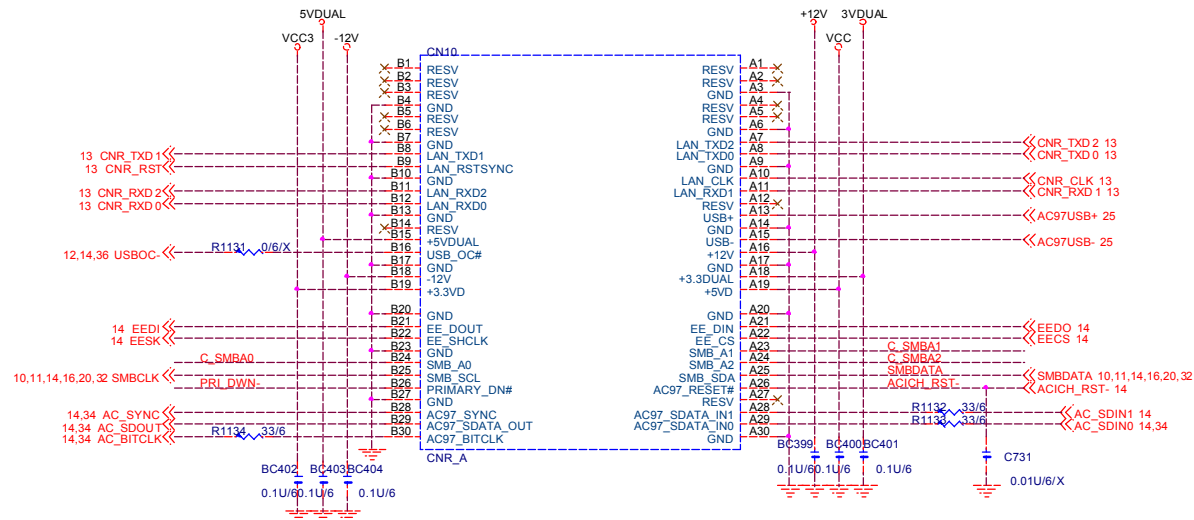 5VDUAL
+12V 3VDUAL
VCC3 -12V
VCC
CN10
B1 RESV
B2 RESV
B3 RESV
B4 GND
B5 RESV
B6 RESV
B7 GND
B8 LAN_TXD1
B9 LAN_RSTSYNC
B10 GND
B11 LAN_RXD2
B12 LAN_RXD0
B13 GND
B14 RESV
B15 +5VDUAL
B16 USB_OC#
B17 GND
B18 -12V
B19 +3.3VD
B20 GND
B21 EE_DOUT
B22 EE_SHCLK
B23 GND
B24 SMB_A0
B25 SMB_SCL
B26 PRIMARY_DN#
B27 GND
B28 AC97_SYNC
B29 AC97_SDATA_OUT
B30 AC97_BITCLK
RESV A1
RESV A2
GND A3
RESV A4
RESV A5
GND A6
LAN_TXD2 A7
LAN_TXD0 A8
GND A9
LAN_CLK A10
LAN_RXD1 A11
RESV A12
USB+ A13
GND A14
USB- A15
+12V A16
GND A17
+3.3DUAL A18
+5VD A19
GND A20
EE_DIN A21
EE_CS A22
SMB_A1 A23
SMB_A2 A24
SMB_SDA A25
AC97_RESET# A26
RESV A27
AC97_SDATA_IN1 A28
AC97_SDATA_IN0 A29
GND A30
CNR_A
13 CNR_TXD1
13 CNR_RST
13 CNR_RXD2
13 CNR_RXD0
12,14,36 USBOC-
R1131 0/6/X
14 EEDI
14 EESK
C_SMBA0
10,11,14,16,20,32 SMBCLK
PRI_DWN-
14,34 AC_SYNC
14,34 AC_SDOUT
14,34 AC_BITCLK
R1134 33/6
BC402 BC403 BC404
0.1U/6 0.1U/6 0.1U/6
CNR_TXD2 13
CNR_TXD0 13
CNR_CLK 13
CNR_RXD1 13
AC97USB+ 25
AC97USB- 25
EEDO 14
EECS 14
C_SMBA1
C_SMBA2
SMBDATA
SMBDATA 10,11,14,16,20,32
ACICH_RST-
ACICH_RST- 14
R1132 33/6
AC_SDIN1 14
R1133 33/6
AC_SDIN0 14,34
BC399 BC400 BC401
0.1U/6 0.1U/6 0.1U/6
C731
0.01U/6/X